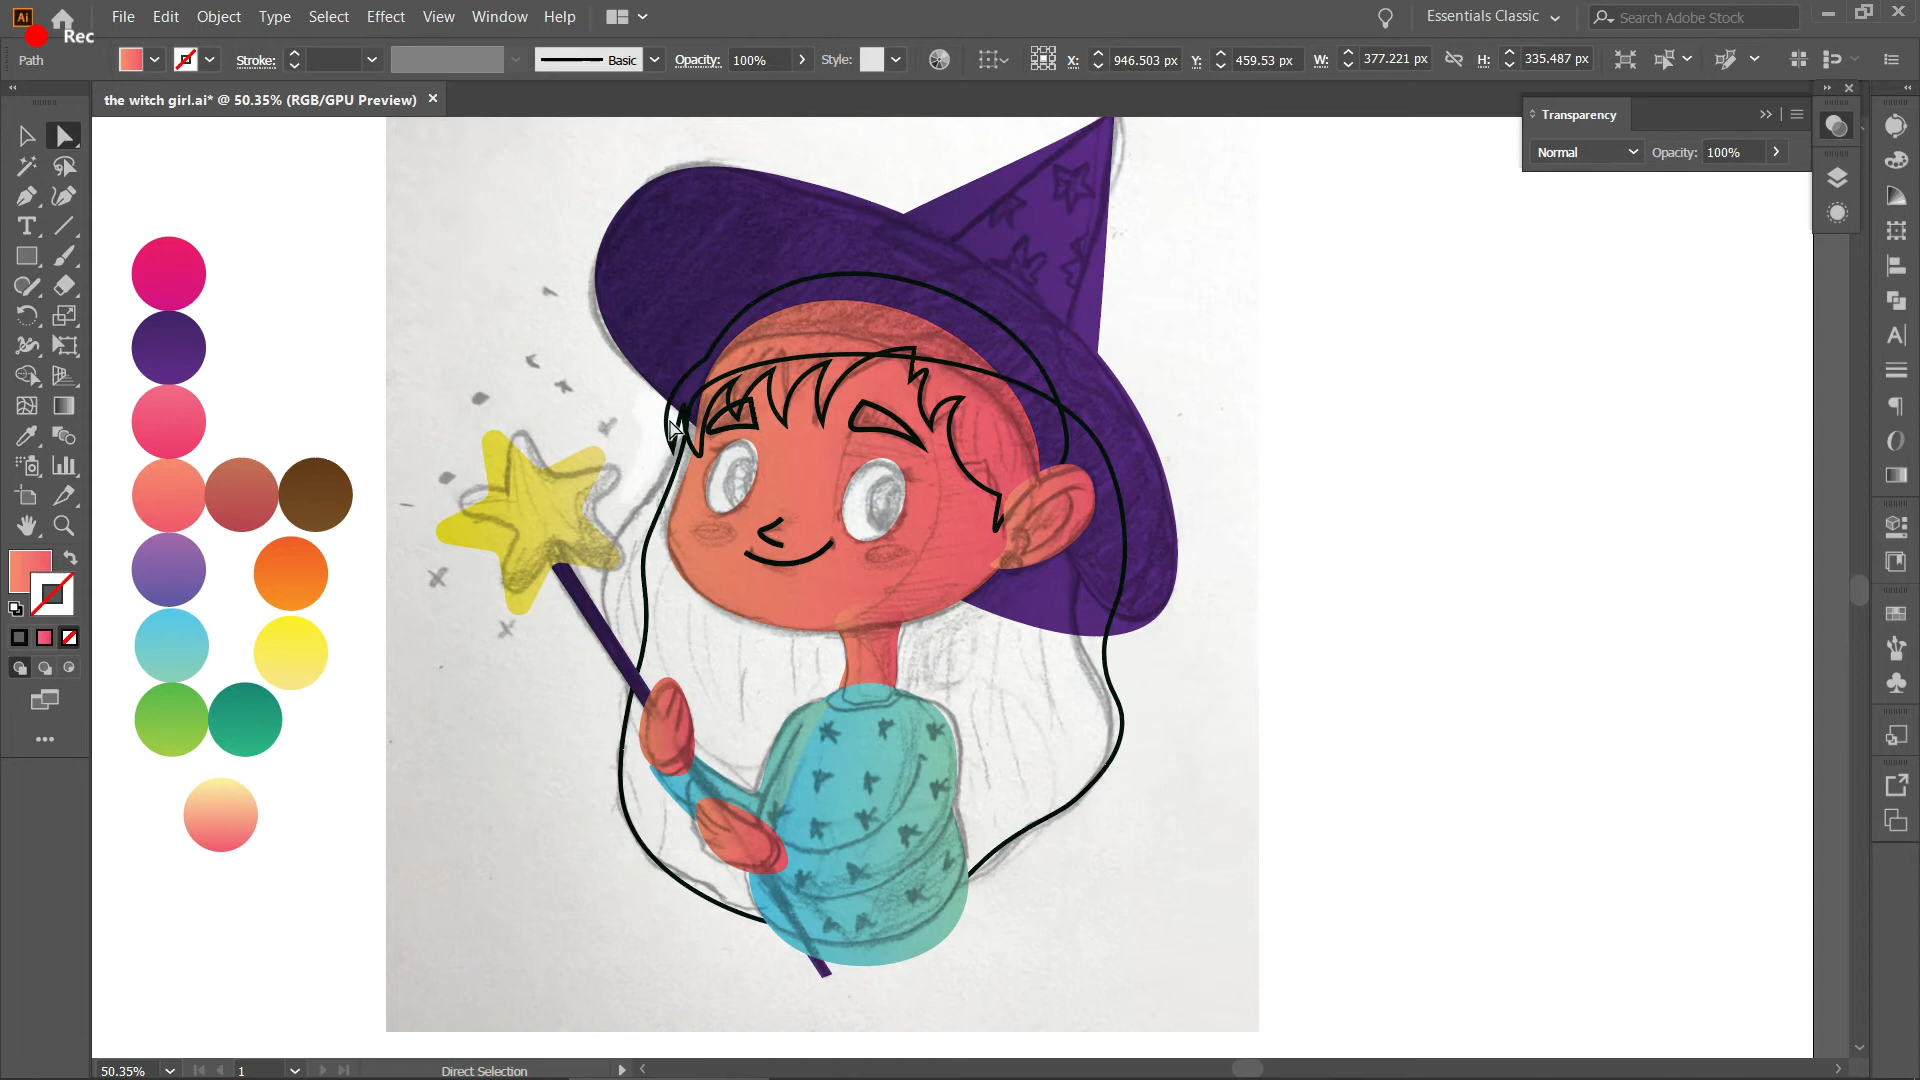 Ai File Edit Object Type Select Effect View Window Help Essentials Classic Search Adobe Stock
Rec
Path Stroke: Basic Opacity: 100% Style: X: 946.503 px Y: 459.53 px W: 377.221 px H: 335.487 px
the witch girl.ai* @ 50.35% (RGB/GPU Preview)
Transparency
Normal Opacity: 100%
50.35% 1 Direct Selection